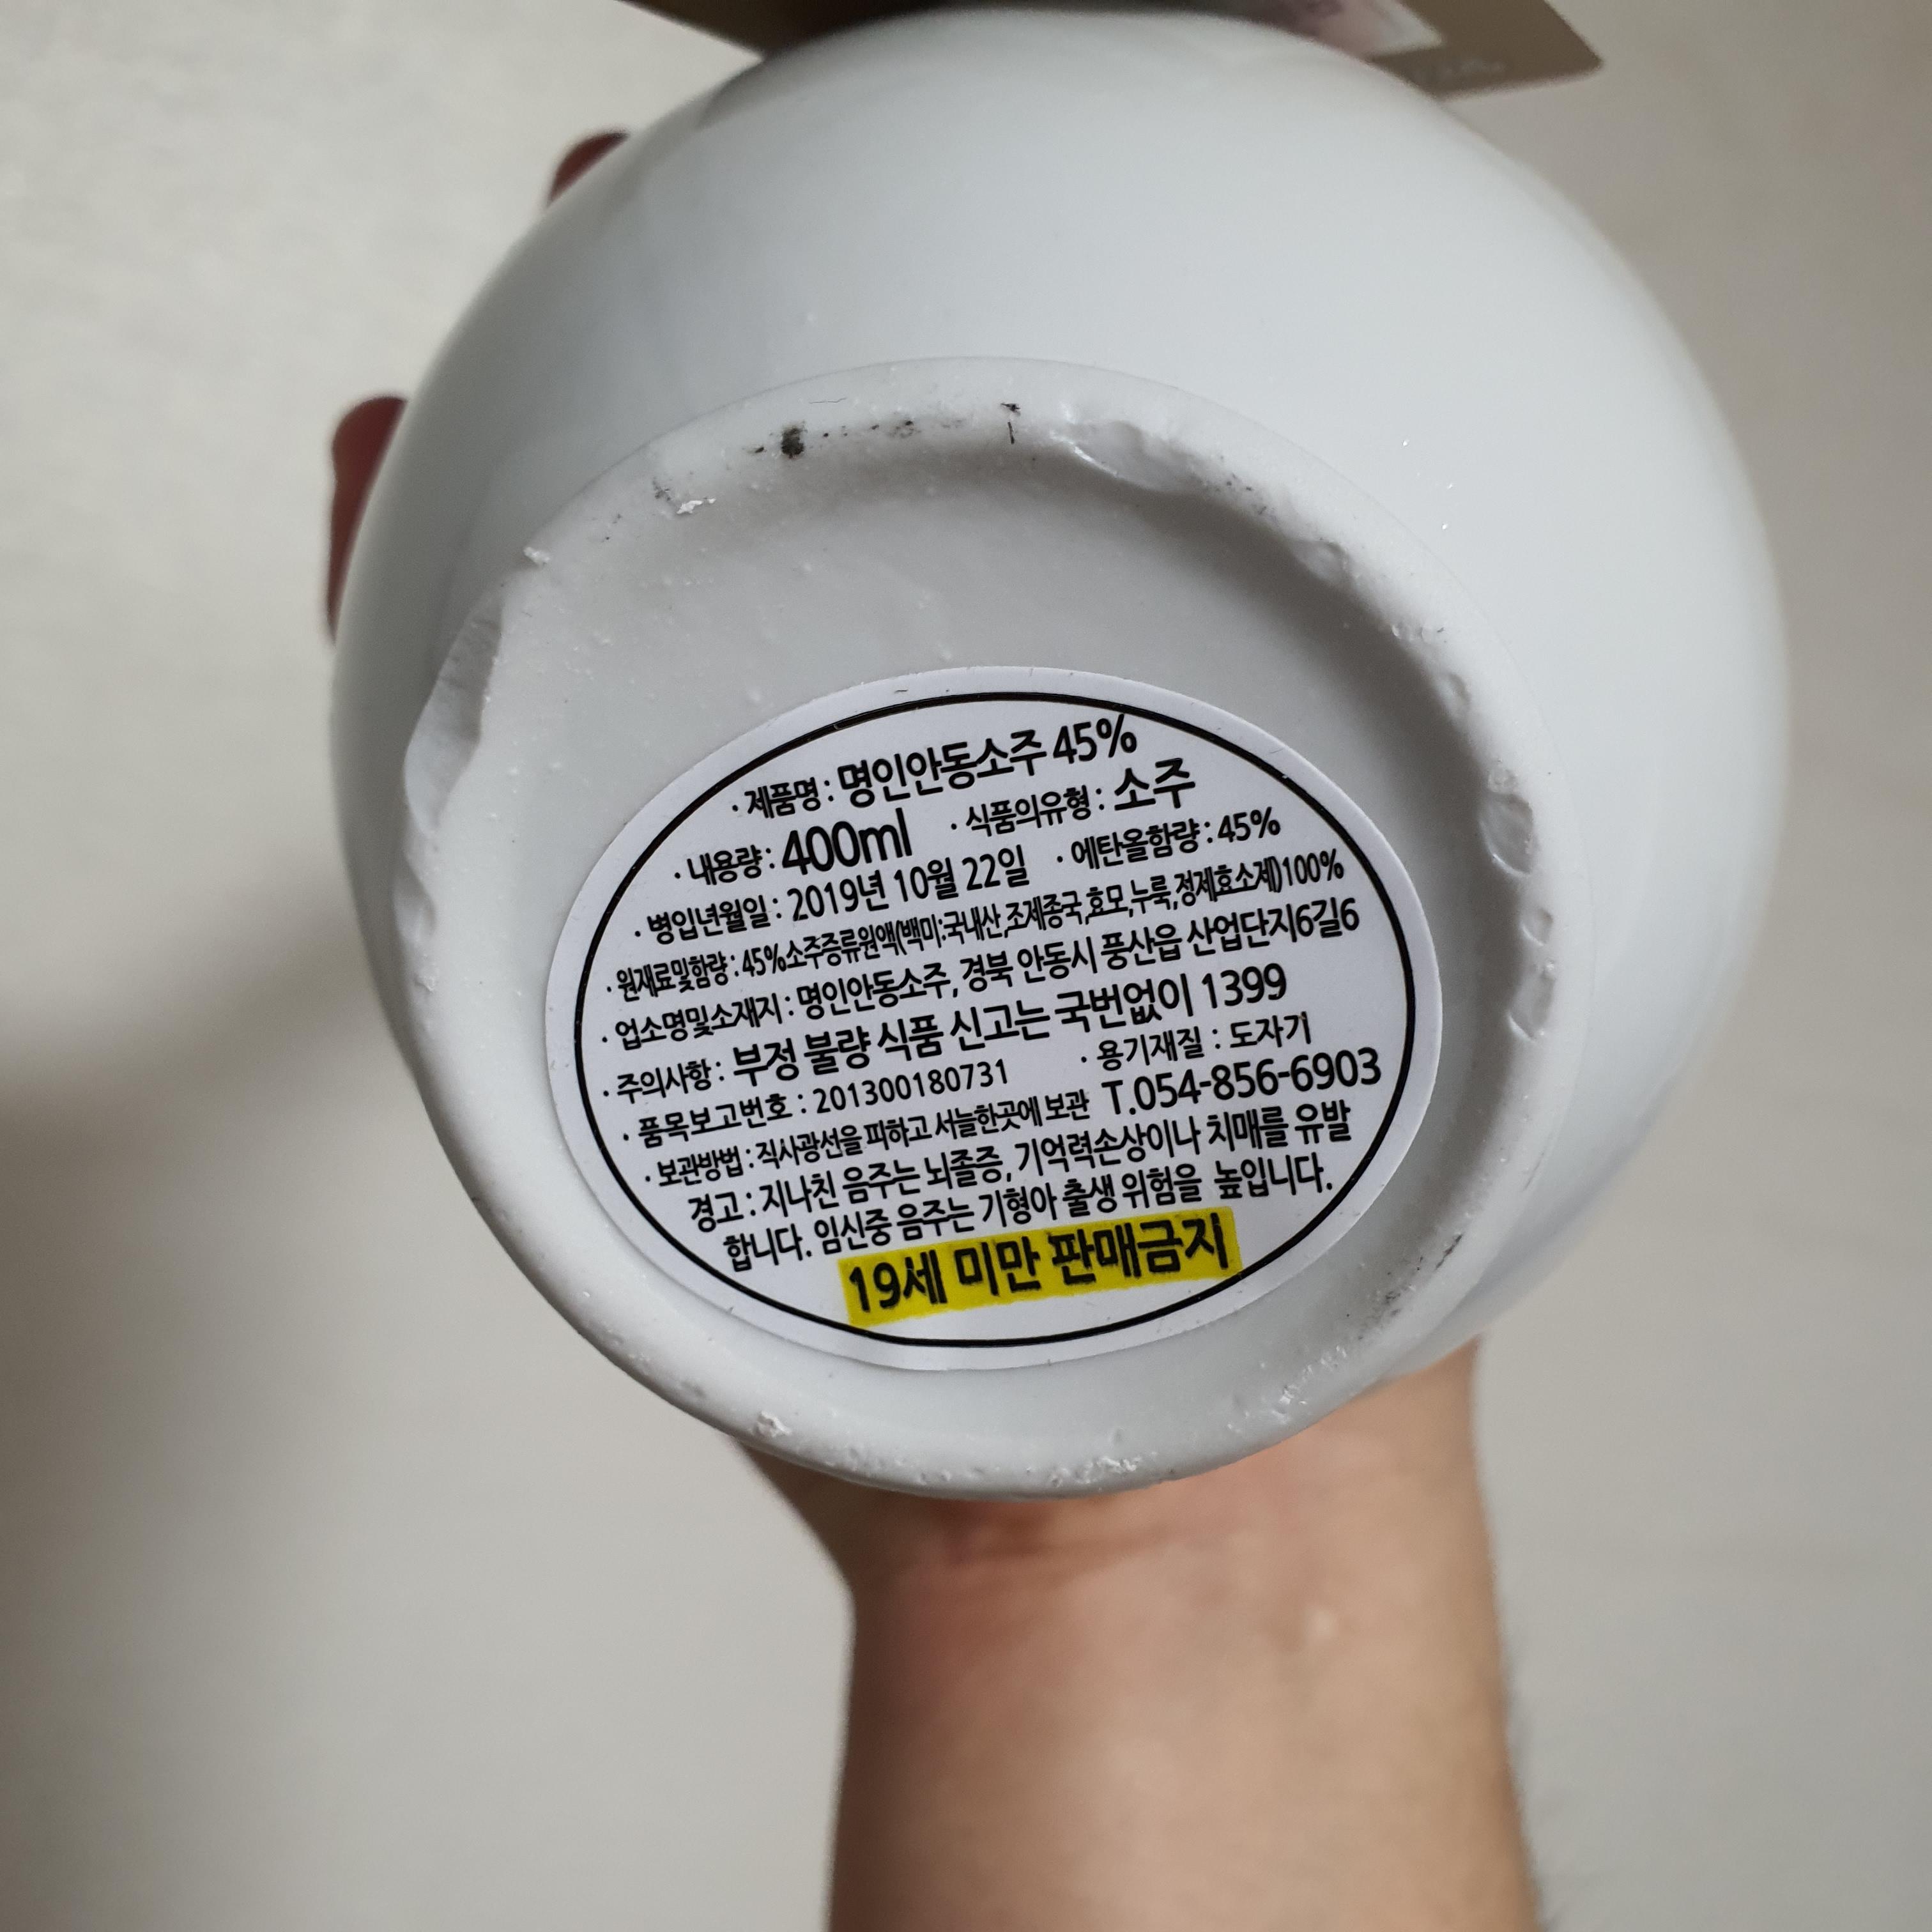 · 제품명 : 명인안동소주 45%
· 내용량 : 400ml · 식품의유형 : 소주
· 병입년월일 : 2019년 10월 22일 · 에탄올함량 : 45%
· 원재료및함량 : 45%소주증류원액(백미:국내산,조제종국,효모,누룩,정제효소제)100%
· 업소명및소재지 : 명인안동소주, 경북 안동시 풍산읍 산업단지6길6
· 주의사항 : 부정 불량 식품 신고는 국번없이 1399
· 품목보고번호 : 201300180731 · 용기재질 : 도자기
· 보관방법 : 직사광선을 피하고 서늘한곳에 보관 T.054-856-6903
경고 : 지나친 음주는 뇌졸증, 기억력손상이나 치매를 유발
합니다. 임신중 음주는 기형아 출생 위험을 높입니다.
19세 미만 판매금지